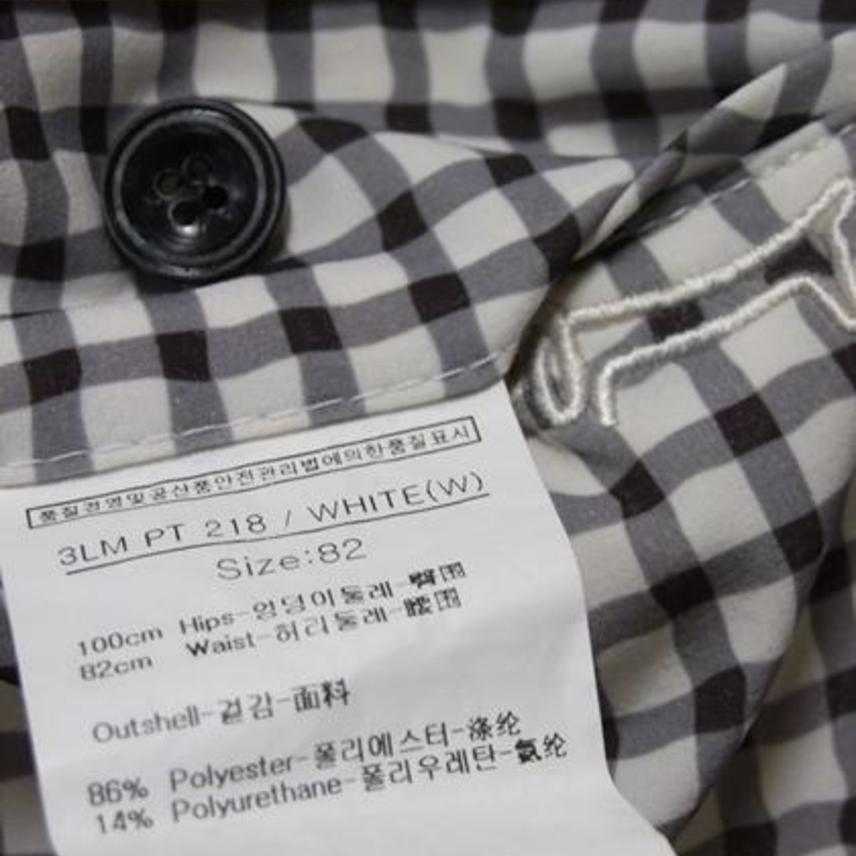 품질경영및공산품안전관리법에의한품질표시
3LM PT 218 / WHITE(W)
Size:82
100cm Hips-엉덩이둘레-臀围
82cm Waist-허리둘레-腰围
Outshell-겉감-面料
86% Polyester-폴리에스터-涤纶
14% Polyurethane-폴리우레탄-氨纶